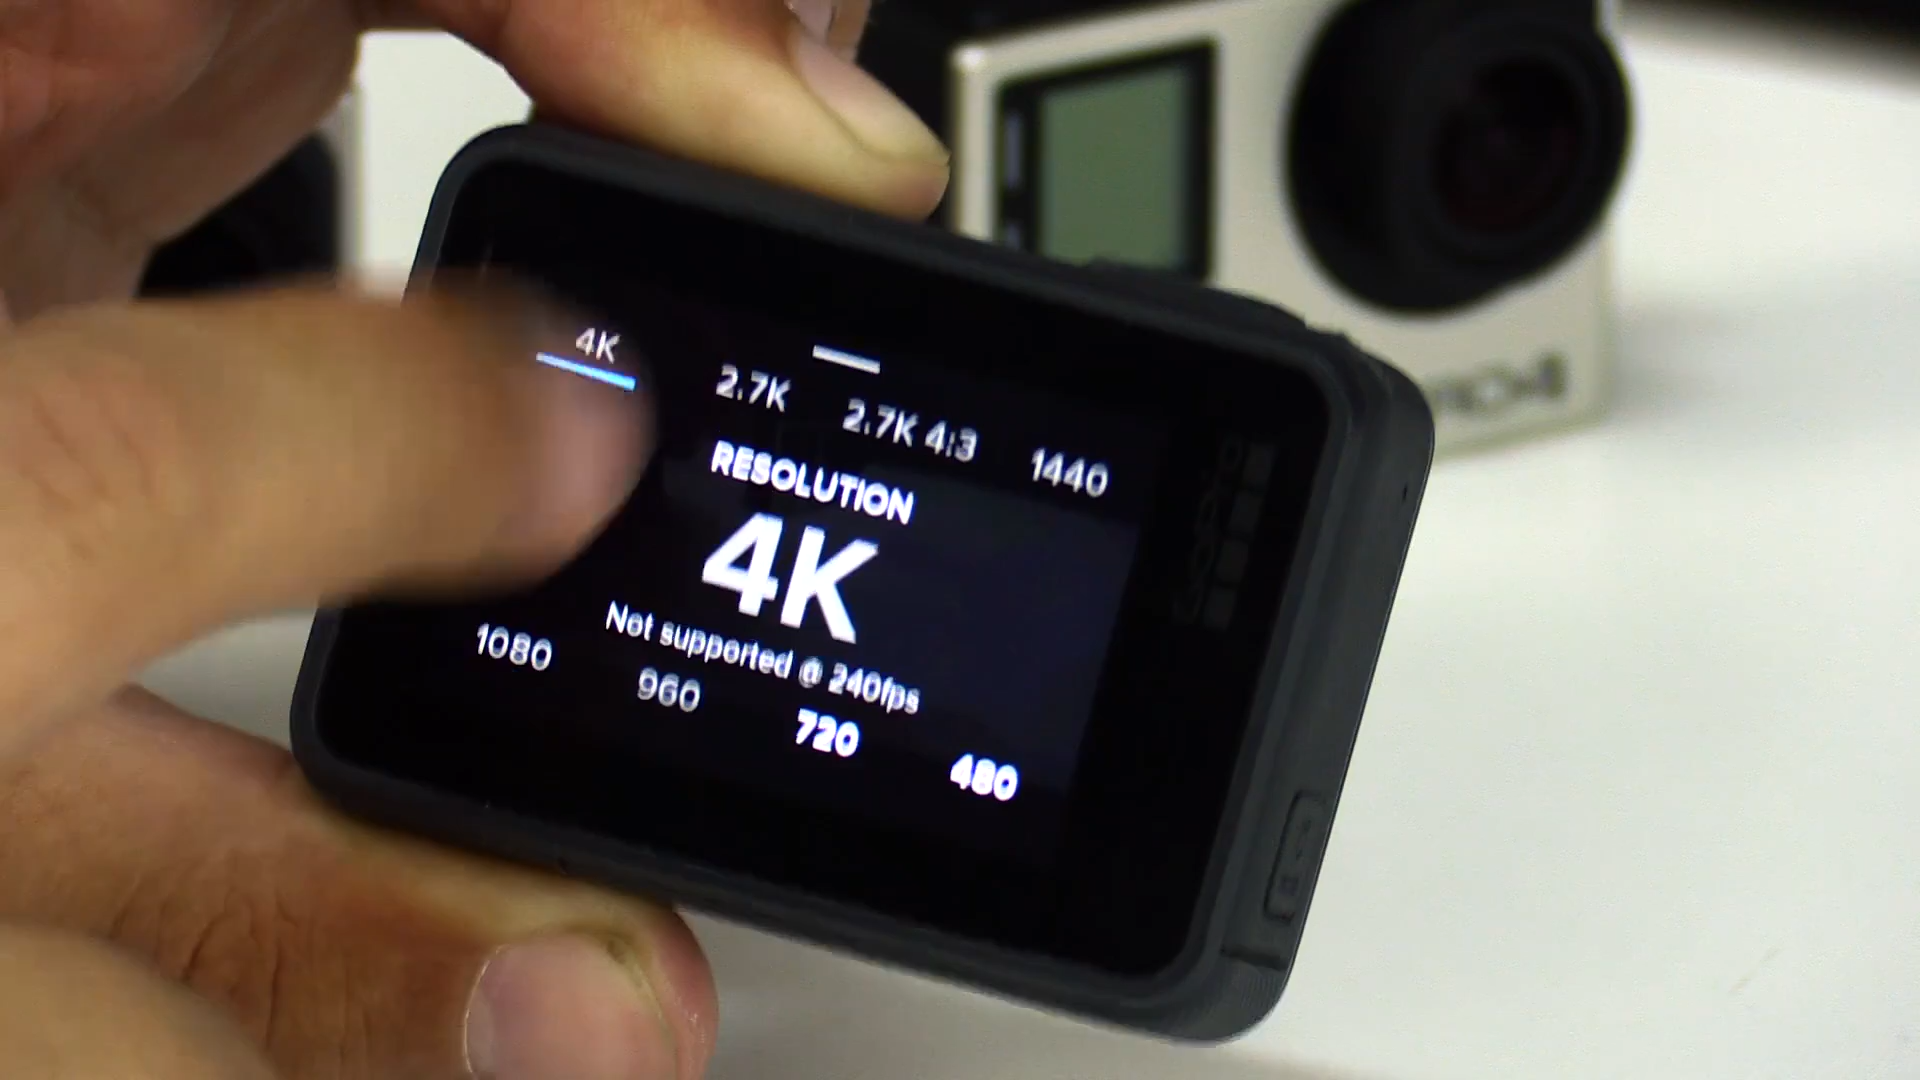 4K 2.7K 2.7K 4:3 1440
RESOLUTION
4K
Not supported @ 240fps
1080 960 720 480